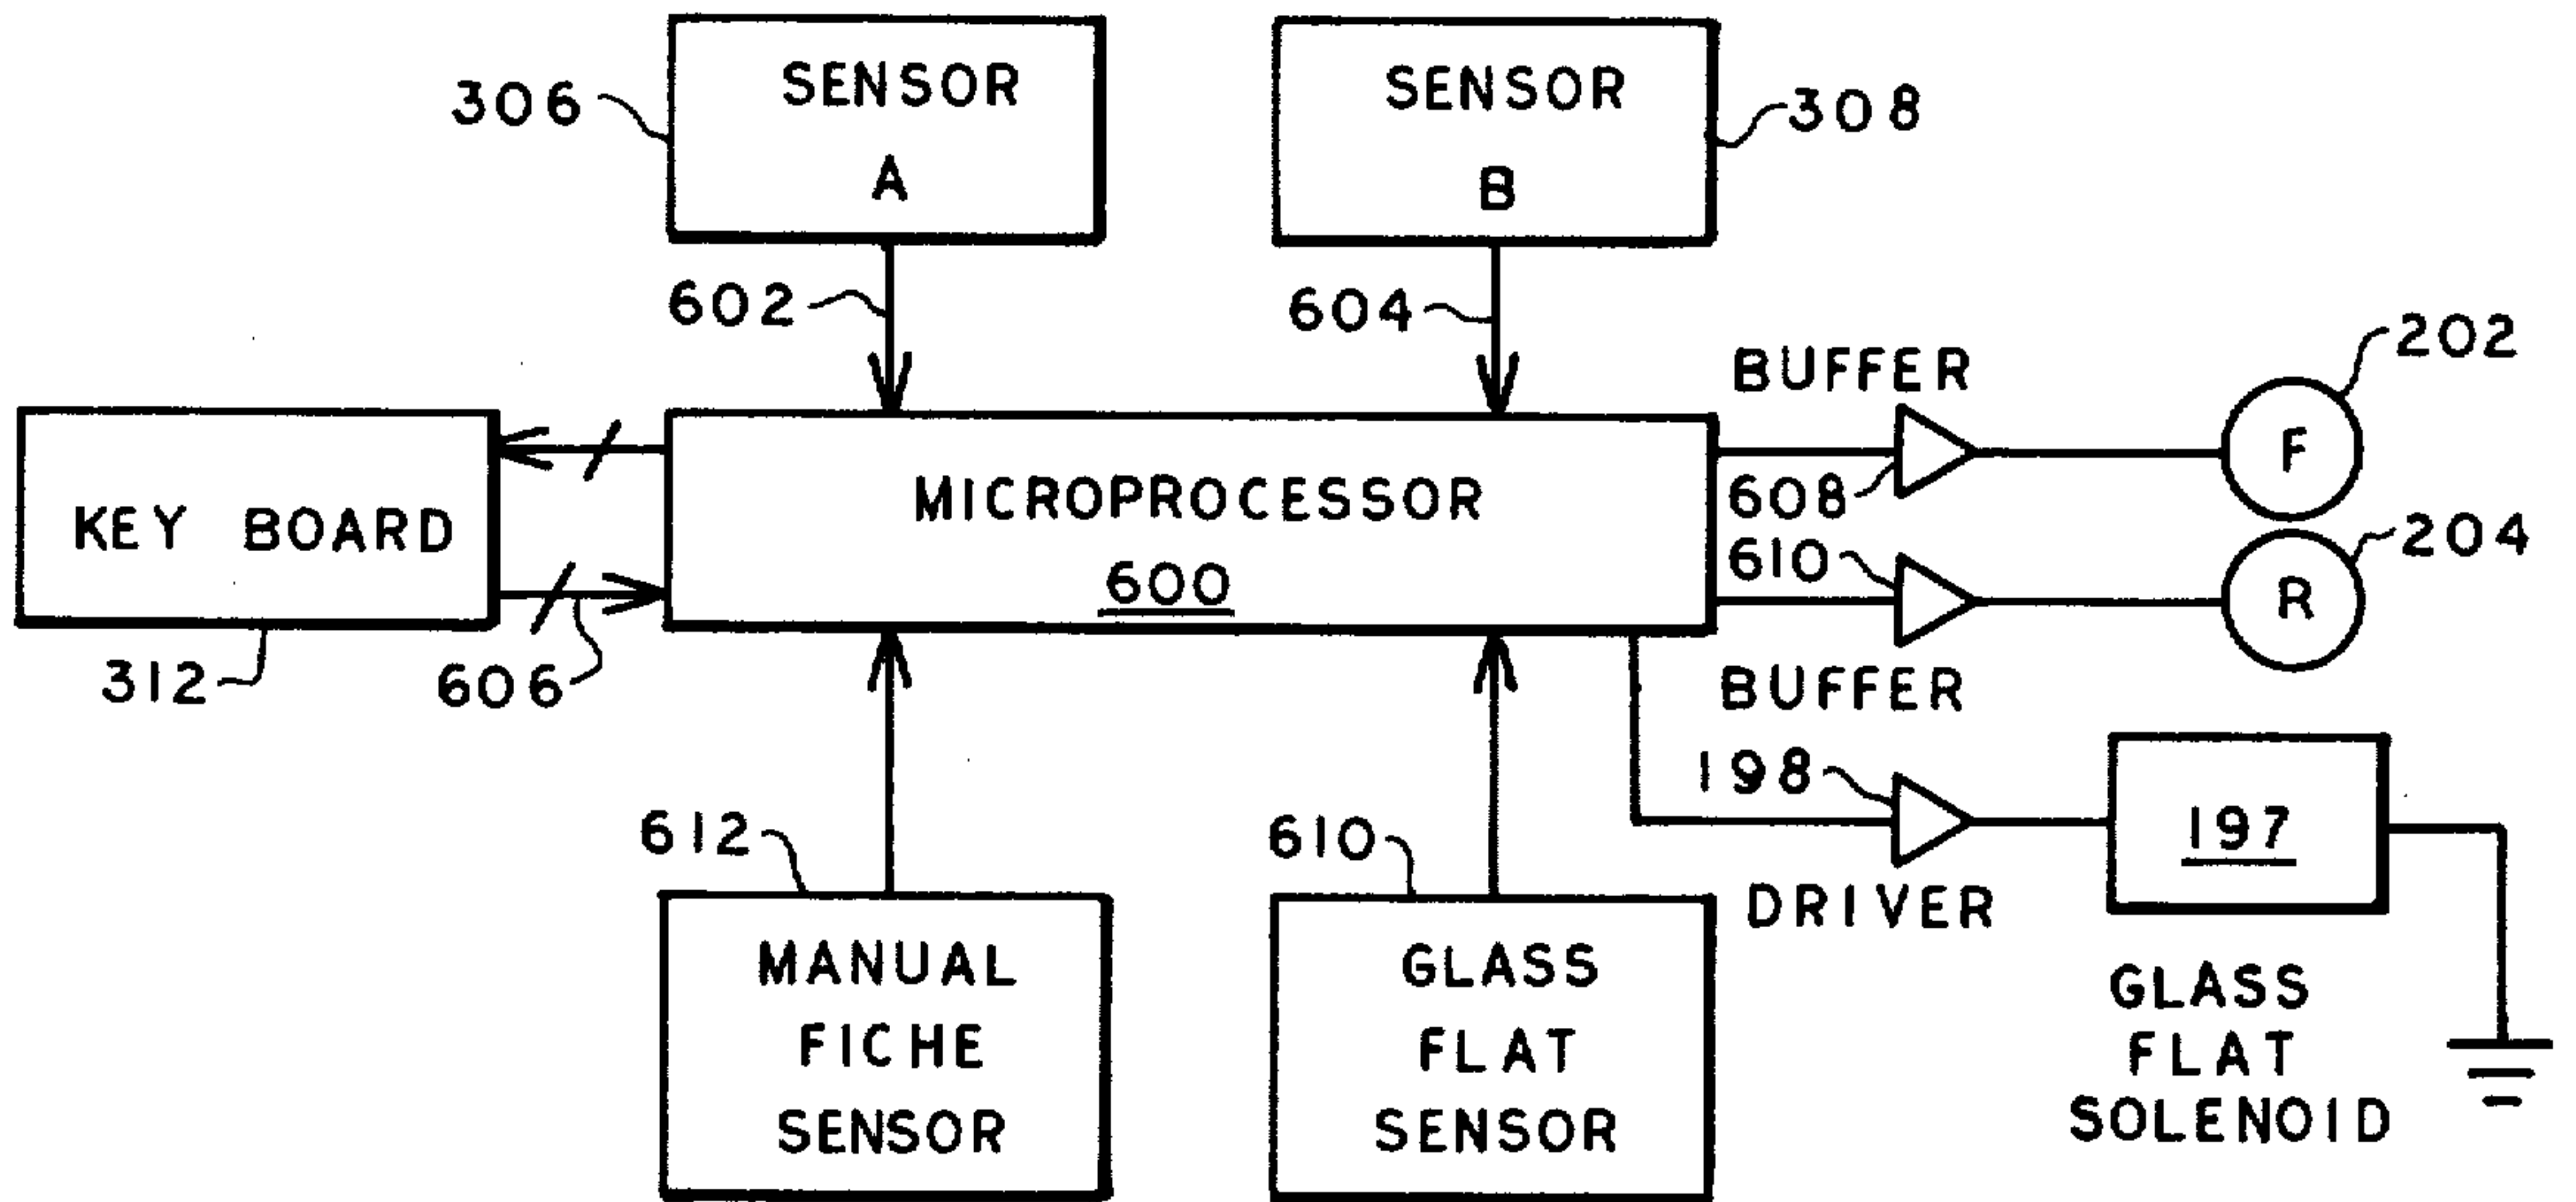 SENSOR
A
306
SENSOR
B
308
602
604
BUFFER
202
F
KEY BOARD
MICROPROCESSOR
600
608
610
204
R
312
606
BUFFER
198
197
612
610
DRIVER
MANUAL
FICHE
SENSOR
GLASS
FLAT
SENSOR
GLASS
FLAT
SOLENOID